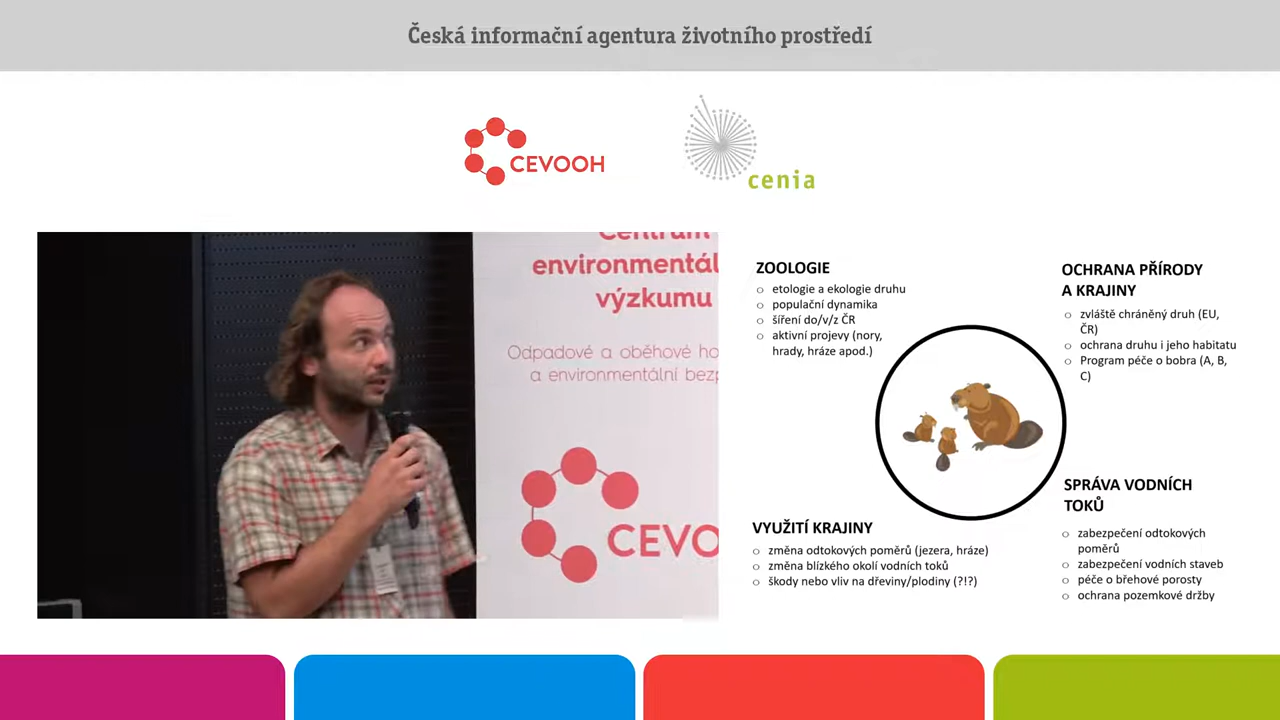 Česká informační agentura životního prostředí
CEVOOH
cenia
Centrum
environmentál
výzkumu
Odpadové a oběhové ho
a environmentální bezp
CEVO
ZOOLOGIE
o etologie a ekologie druhu
o populační dynamika
o šíření do/v/z ČR
o aktivní projevy (nory,
hrady, hráze apod.)
OCHRANA PŘÍRODY
A KRAJINY
o zvláště chráněný druh (EU,
ČR)
o ochrana druhu i jeho habitatu
o Program péče o bobra (A, B,
C)
VYUŽITÍ KRAJINY
o změna odtokových poměrů (jezera, hráze)
o změna blízkého okolí vodních toků
o škody nebo vliv na dřeviny/plodiny (?!?)
SPRÁVA VODNÍCH
TOKŮ
o zabezpečení odtokových
poměrů
o zabezpečení vodních staveb
o péče o břehové porosty
o ochrana pozemkové držby